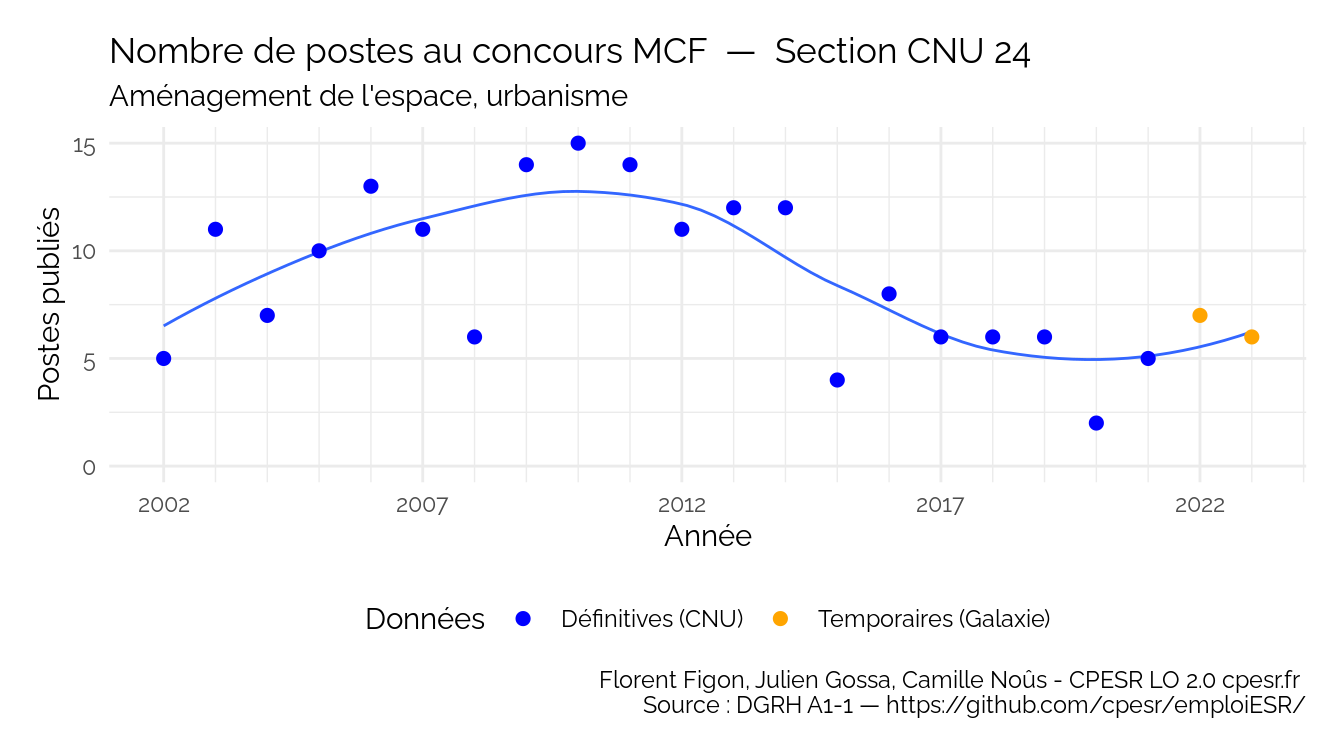 Nombre de postes au concours MCF — Section CNU 24
Aménagement de l'espace, urbanisme
Postes publiés
15
10
5
0
2002 2007 2012 2017 2022
Année
Données Définitives (CNU) Temporaires (Galaxie)
Florent Figon, Julien Gossa, Camille Noûs - CPESR LO 2.0 cpesr.fr
Source : DGRH A1-1 — https://github.com/cpesr/emploiESR/